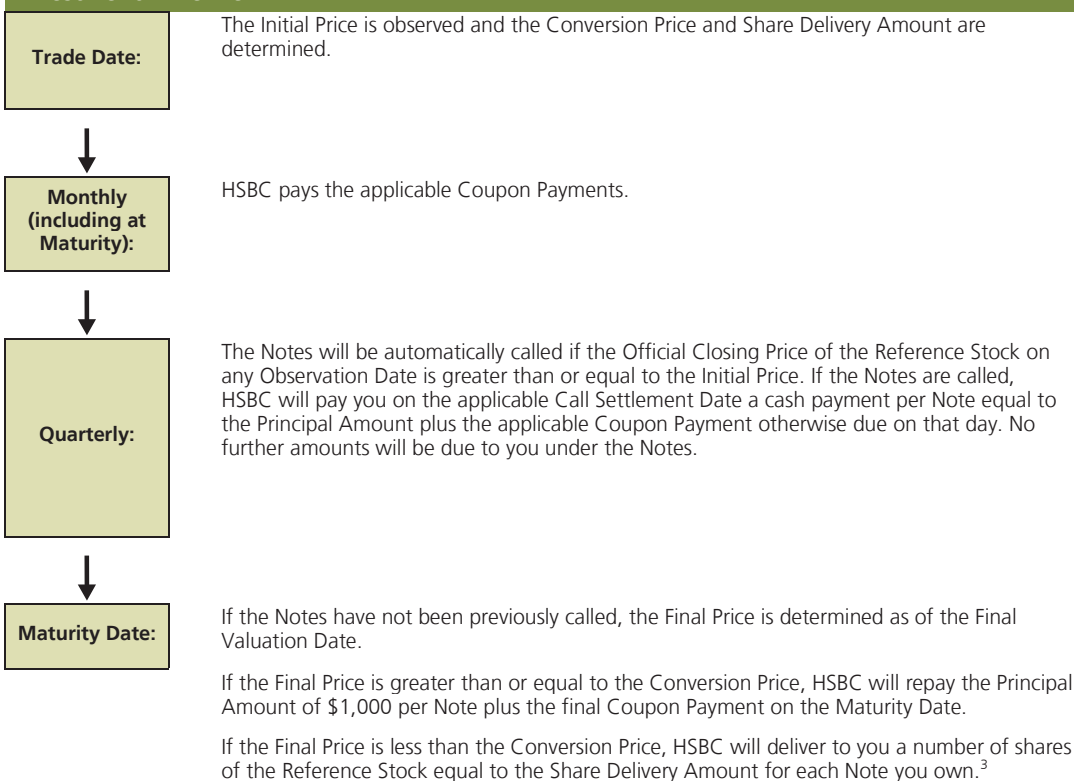 Trade Date:
The Initial Price is observed and the Conversion Price and Share Delivery Amount are
determined.
Monthly
(including at
Maturity):
HSBC pays the applicable Coupon Payments.
Quarterly:
The Notes will be automatically called if the Official Closing Price of the Reference Stock on
any Observation Date is greater than or equal to the Initial Price. If the Notes are called,
HSBC will pay you on the applicable Call Settlement Date a cash payment per Note equal to
the Principal Amount plus the applicable Coupon Payment otherwise due on that day. No
further amounts will be due to you under the Notes.
Maturity Date:
If the Notes have not been previously called, the Final Price is determined as of the Final
Valuation Date.
If the Final Price is greater than or equal to the Conversion Price, HSBC will repay the Principal
Amount of $1,000 per Note plus the final Coupon Payment on the Maturity Date.
If the Final Price is less than the Conversion Price, HSBC will deliver to you a number of shares
of the Reference Stock equal to the Share Delivery Amount for each Note you own.³